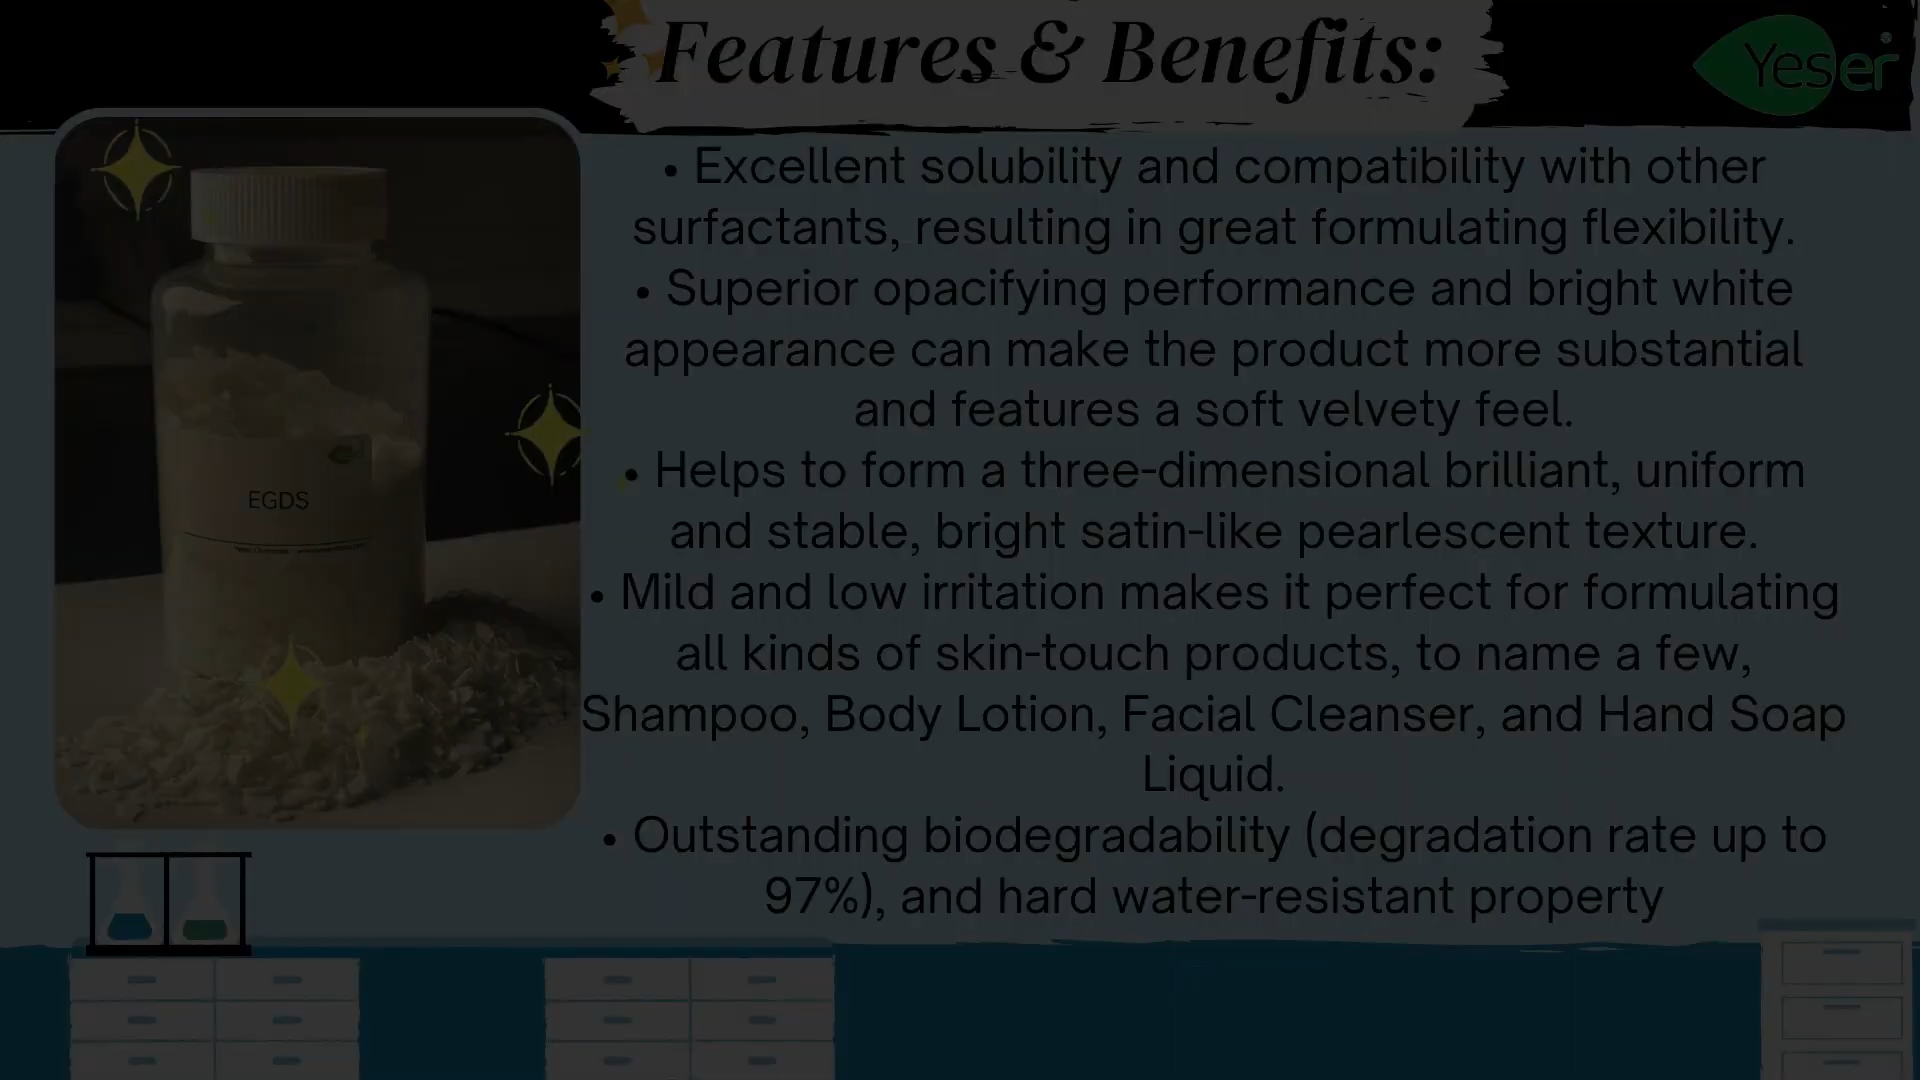 Features & Benefits:
Yeser
• Excellent solubility and compatibility with other
surfactants, resulting in great formulating flexibility.
• Superior opacifying performance and bright white
appearance can make the product more substantial
and features a soft velvety feel.
• Helps to form a three-dimensional brilliant, uniform
and stable, bright satin-like pearlescent texture.
• Mild and low irritation makes it perfect for formulating
all kinds of skin-touch products, to name a few,
Shampoo, Body Lotion, Facial Cleanser, and Hand Soap
Liquid.
• Outstanding biodegradability (degradation rate up to
97%), and hard water-resistant property
EGDS